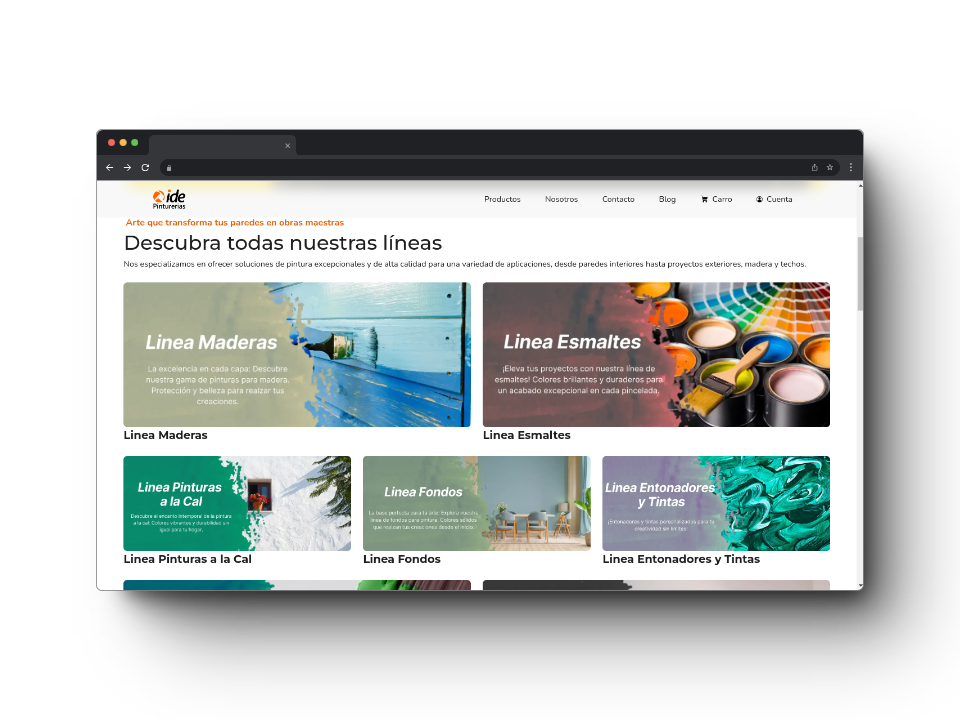 ide
Pinturerías
Productos
Nosotros
Contacto
Blog
Carro
Cuenta
Arte que transforma tus paredes en obras maestras
Descubra todas nuestras líneas
Nos especializamos en ofrecer soluciones de pintura excepcionales y de alta calidad para una variedad de aplicaciones, desde paredes interiores hasta proyectos exteriores, madera y techos.
Linea Maderas
La excelencia en cada capa: Descubre
nuestra gama de pinturas para madera.
Protección y belleza para realzar tus
creaciones.
Linea Maderas
Linea Esmaltes
¡Eleva tus proyectos con nuestra línea de
esmaltes! Colores brillantes y duraderos para
un acabado excepcional en cada pincelada.
Linea Esmaltes
Linea Pinturas
a la Cal
Descubre el encanto intemporal de la pintura
a la cal: Colores vibrantes y durabilidad sin
igual para tu hogar.
Linea Pinturas a la Cal
Linea Fondos
La base perfecta para tu arte: Explora nuestra
línea de fondos para pintura. Colores sólidos
que realzan tus creaciones desde el inicio.
Linea Fondos
Linea Entonadores
y Tintas
¡Entonadores y tintas personalizadas para tu
creatividad sin límites!
Linea Entonadores y Tintas